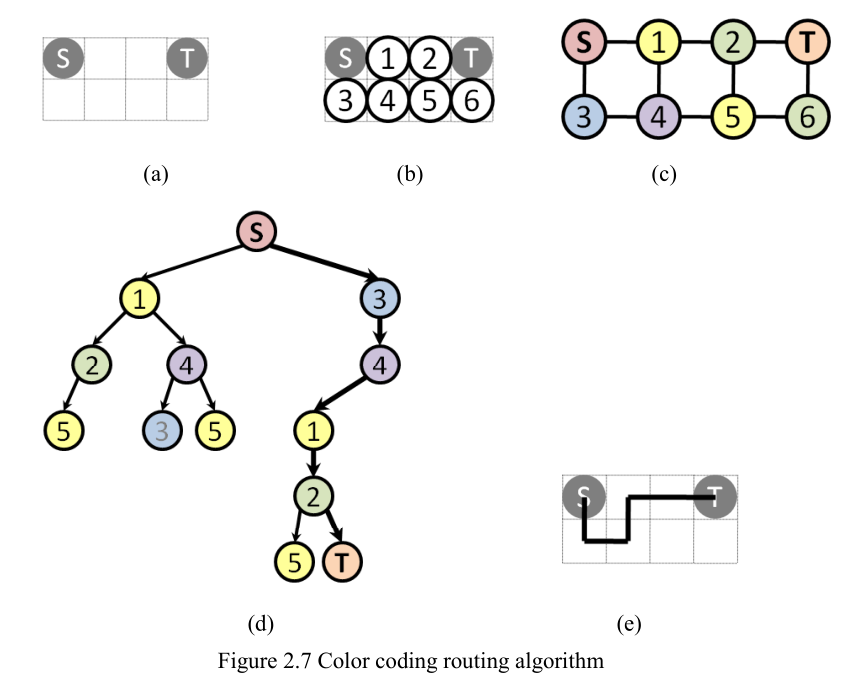 S T
S 1 2 T
3 4 5 6
S 1 2 T
3 4 5 6
(a) (b) (c)
S
1 3
2 4 4
5 3 5 1
2
5 T
S T
(d) (e)
Figure 2.7 Color coding routing algorithm